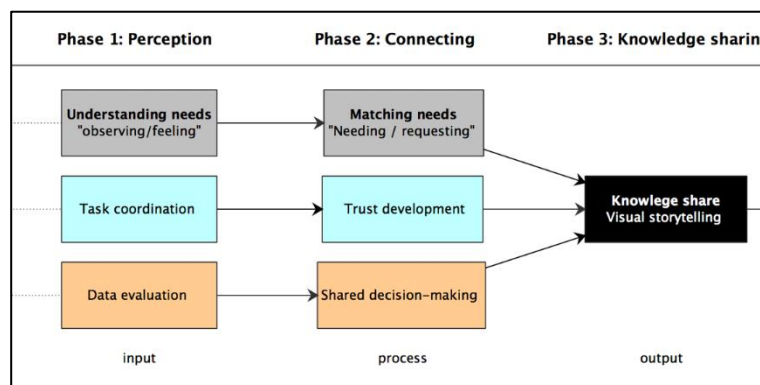 Phase 1: Perception
Phase 2: Connecting
Phase 3: Knowledge sharin
Understanding needs
"observing/feeling"
Matching needs
"Needing / requesting"
Task coordination
Trust development
Knowlege share
Visual storytelling
Data evaluation
Shared decision-making
input
process
output